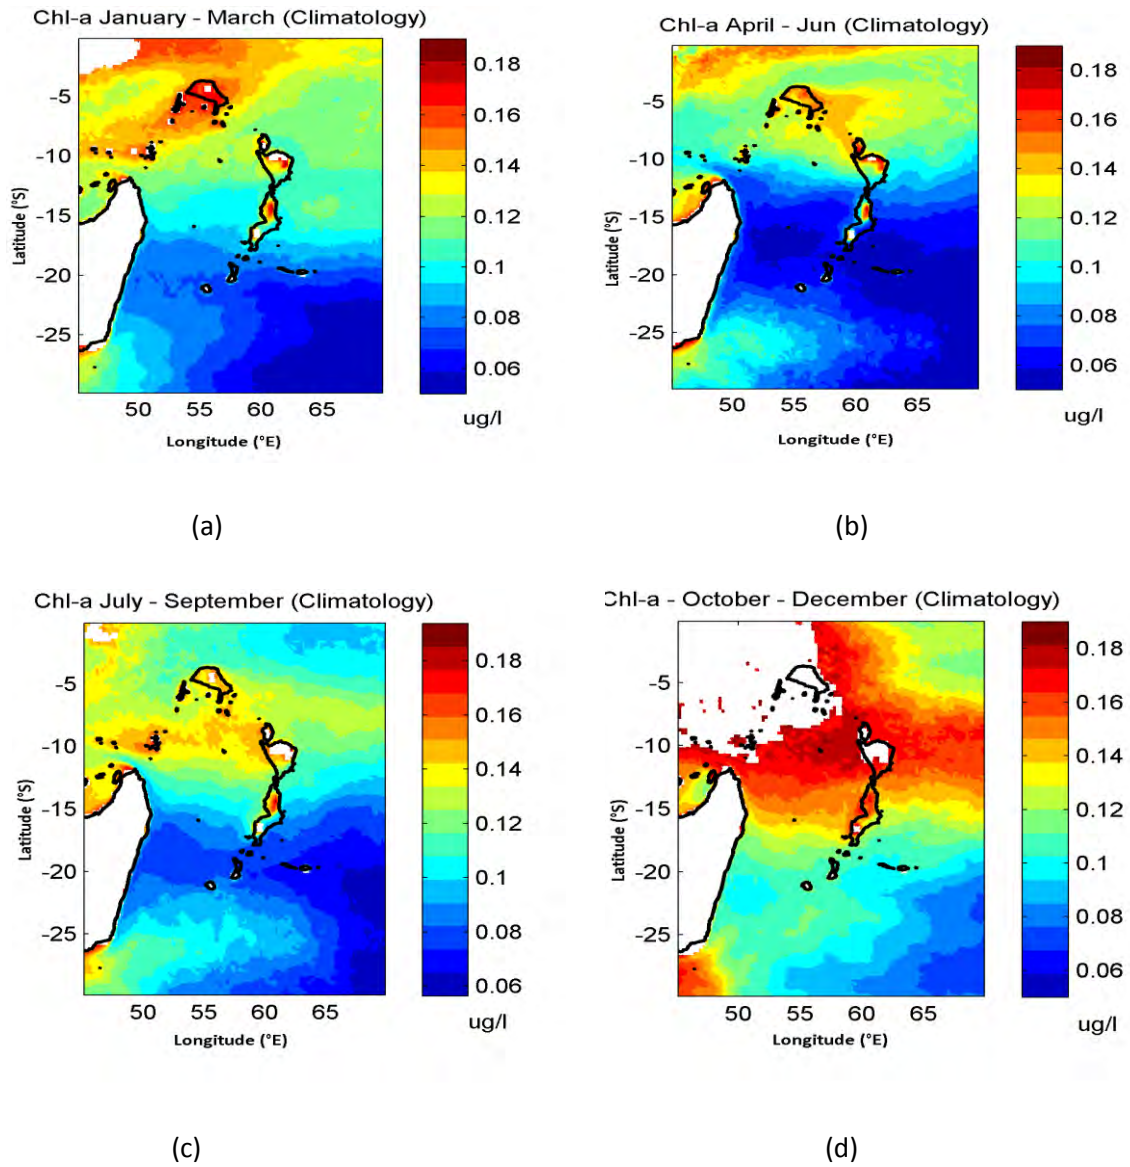 Chl-a January - March (Climatology)
-5
-10
-15
-20
-25
Latitude (°S)
50 55 60 65
Longitude (°E)
0.18
0.16
0.14
0.12
0.1
0.08
0.06
ug/l
(a)
Chl-a April - Jun (Climatology)
-5
-10
-15
-20
-25
Latitude (°S)
50 55 60 65
Longitude (°E)
0.18
0.16
0.14
0.12
0.1
0.08
0.06
ug/l
(b)
Chl-a July - September (Climatology)
-5
-10
-15
-20
-25
Latitude (°S)
50 55 60 65
Longitude (°E)
0.18
0.16
0.14
0.12
0.1
0.08
0.06
ug/l
(c)
Chl-a - October - December (Climatology)
-5
-10
-15
-20
-25
Latitude (°S)
50 55 60 65
Longitude (°E)
0.18
0.16
0.14
0.12
0.1
0.08
0.06
ug/l
(d)